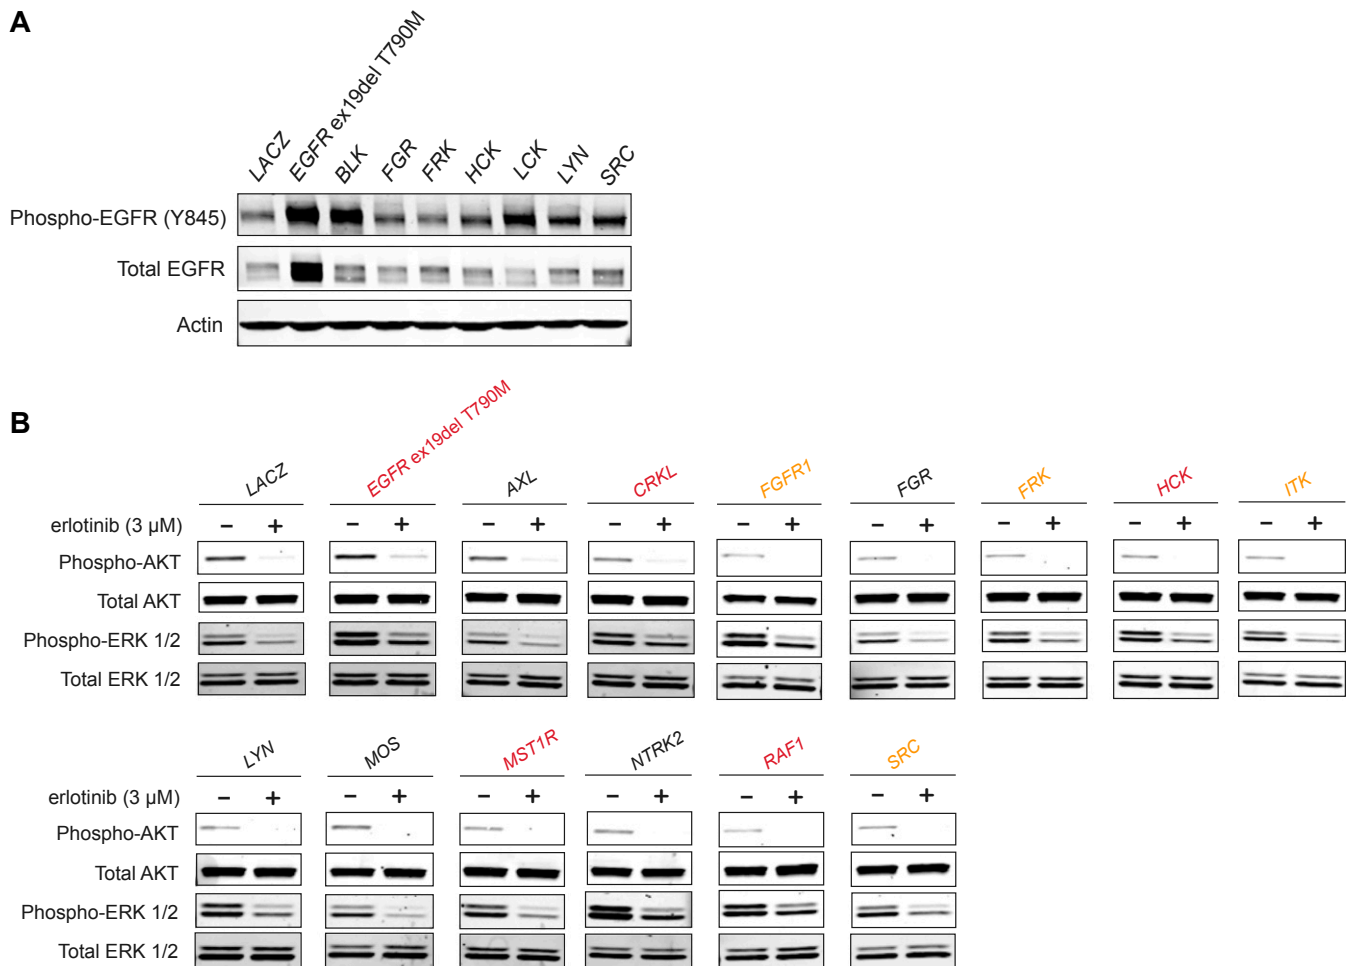 A
LACZ EGFR ex19del T790M BLK FGR FRK HCK LCK LYN SRC
Phospho-EGFR (Y845)
Total EGFR
Actin
B
LACZ EGFR ex19del T790M AXL CRKL FGFR1 FGR FRK HCK ITK
erlotinib (3 µM) − + − + − + − + − + − + − + − + − +
Phospho-AKT
Total AKT
Phospho-ERK 1/2
Total ERK 1/2
LYN MOS MST1R NTRK2 RAF1 SRC
erlotinib (3 µM) − + − + − + − + − + − +
Phospho-AKT
Total AKT
Phospho-ERK 1/2
Total ERK 1/2